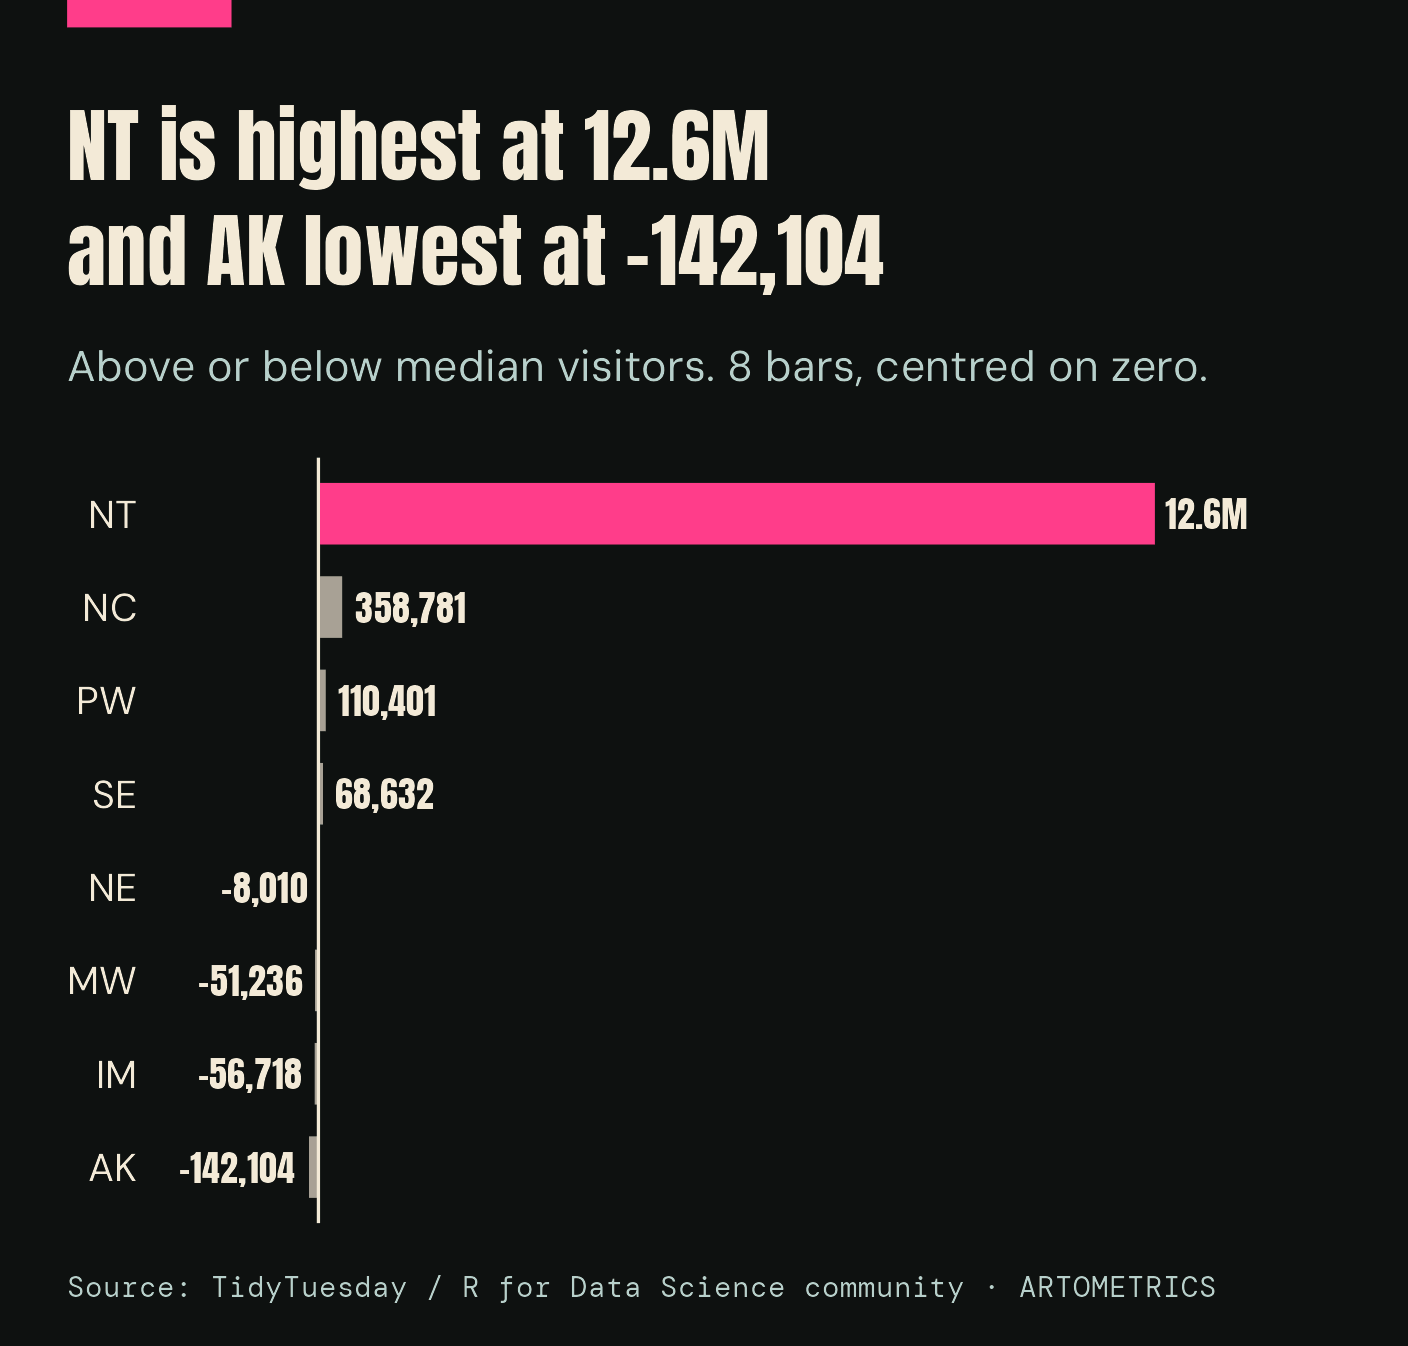 NT is highest at 12.6M
and AK lowest at -142,104
Above or below median visitors. 8 bars, centred on zero.
NT 12.6M
NC 358,781
PW 110,401
SE 68,632
NE -8,010
MW -51,236
IM -56,718
AK -142,104
Source: TidyTuesday / R for Data Science community · ARTOMETRICS